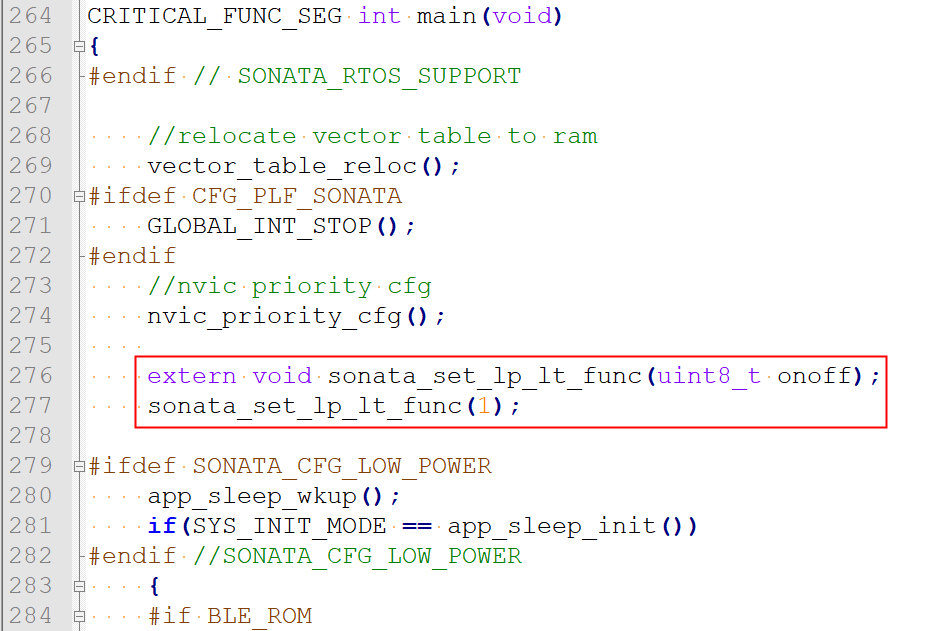 264 CRITICAL_FUNC_SEG int main(void)
265 {
266 #endif // SONATA_RTOS_SUPPORT
267
268 //relocate vector table to ram
269 vector_table_reloc();
270 #ifdef CFG_PLF_SONATA
271 GLOBAL_INT_STOP();
272 #endif
273 //nvic priority cfg
274 nvic_priority_cfg();
275
276 extern void sonata_set_lp_lt_func(uint8_t onoff);
277 sonata_set_lp_lt_func(1);
278
279 #ifdef SONATA_CFG_LOW_POWER
280 app_sleep_wkup();
281 if(SYS_INIT_MODE == app_sleep_init())
282 #endif //SONATA_CFG_LOW_POWER
283 {
284 #if BLE_ROM